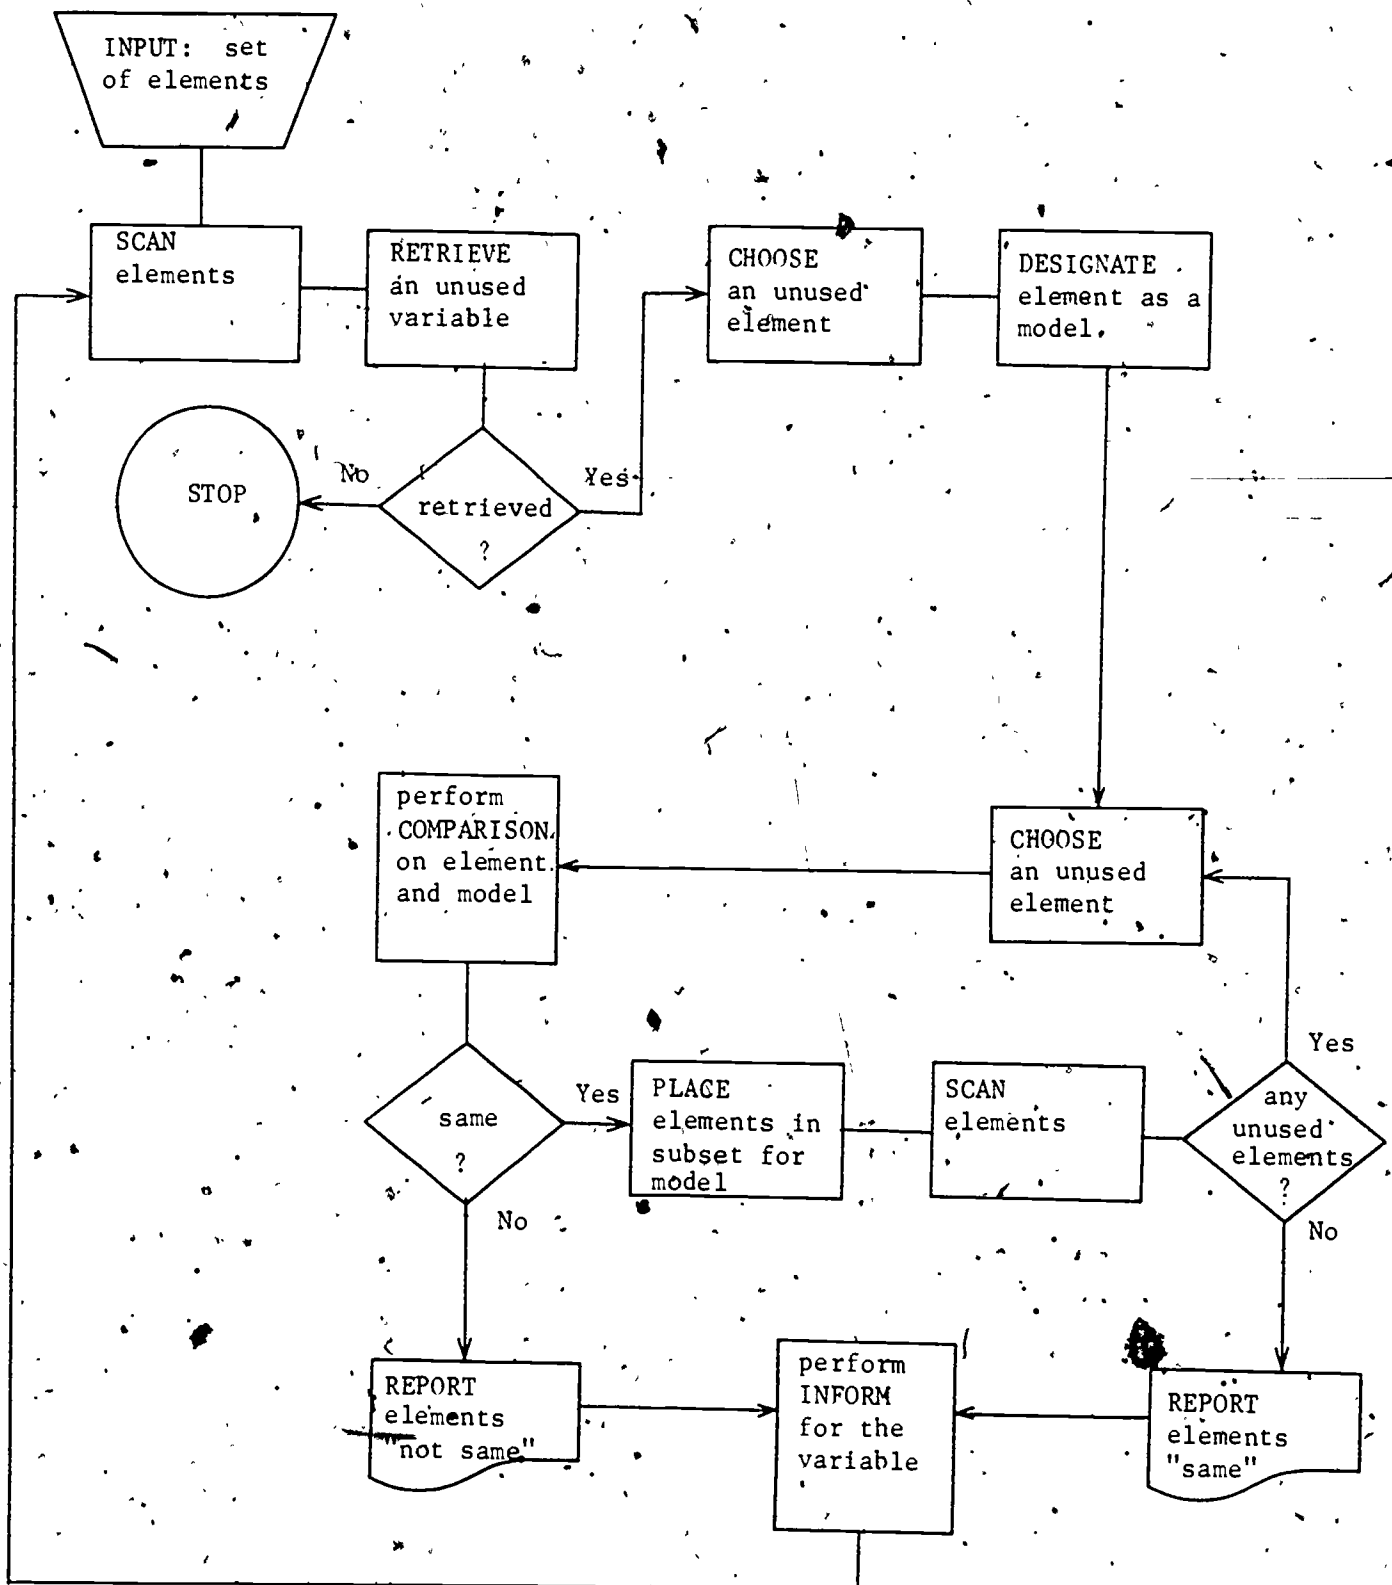 INPUT: set
of elements
SCAN
elements
RETRIEVE
an unused
variable
CHOOSE
an unused
element
DESIGNATE
element as a
model.
STOP
No
retrieved
?
Yes
perform
COMPARISON
on element
and model
CHOOSE
an unused
element
same
?
Yes
No
PLACE
elements in
subset for
model
SCAN
elements
any
unused
elements
?
Yes
No
REPORT
elements
"not same"
perform
INFORM
for the
variable
REPORT
elements
"same"